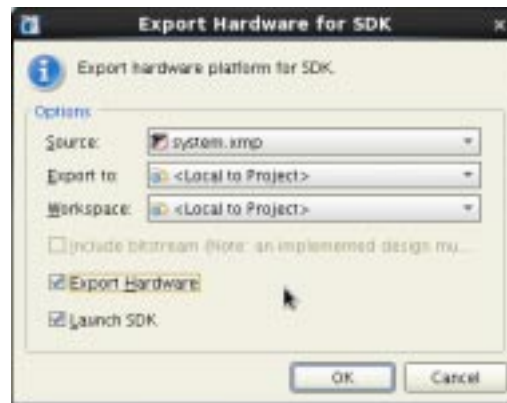 Export Hardware for SDK
Export hardware platform for SDK.
Options
Source: system.xmp
Export to: <Local to Project>
Workspace: <Local to Project>
Include bitstream (Note: an implemented design mu...
Export Hardware
Launch SDK
OK Cancel